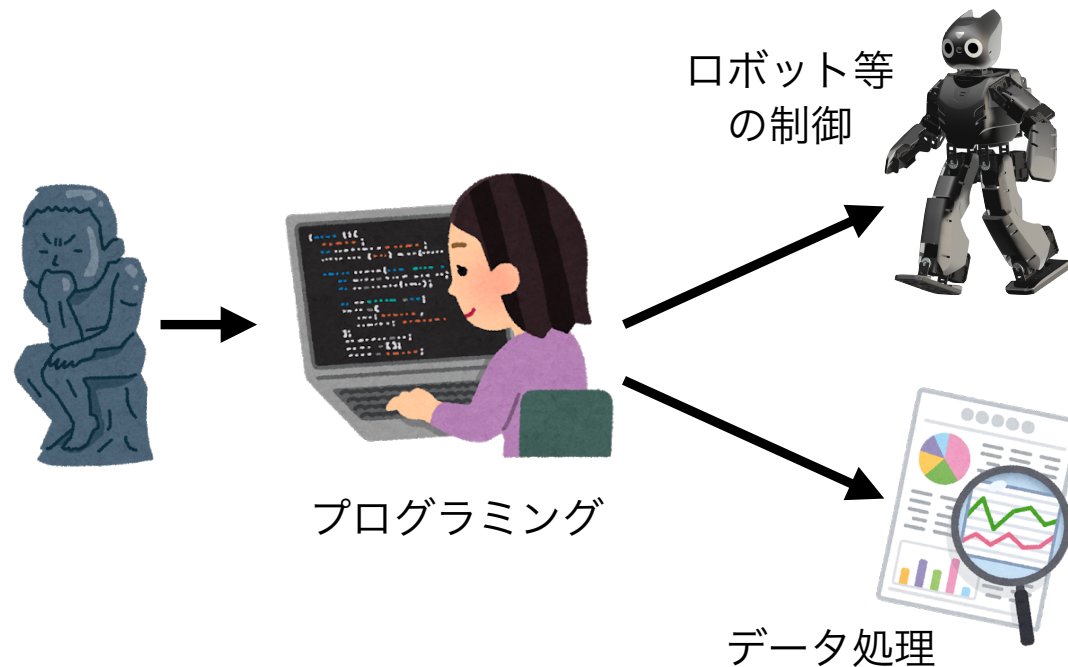 ロボット等
の制御
プログラミング
データ処理